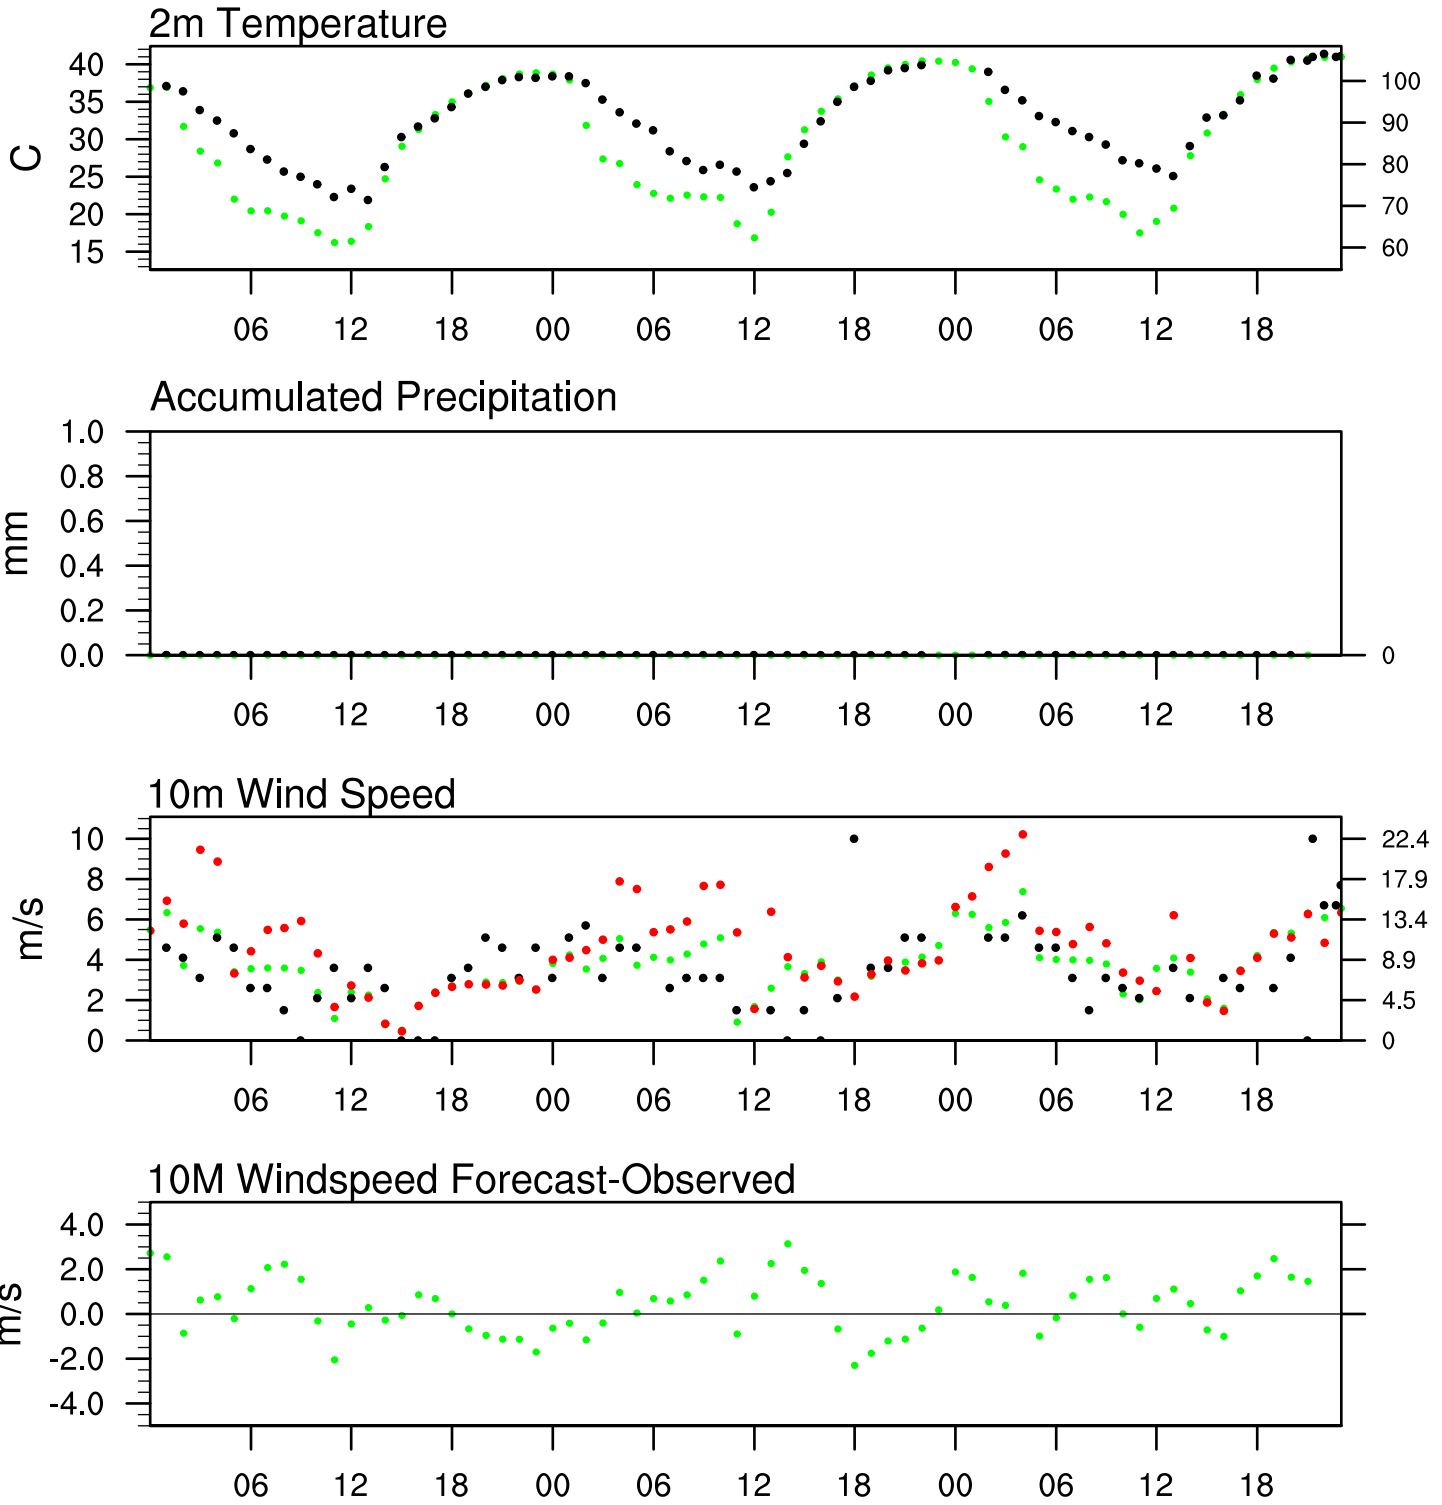 2m Temperature
40
35
30
25
20
15
C
100
90
80
70
60
06 12 18 00 06 12 18 00 06 12 18
Accumulated Precipitation
1.0
0.8
0.6
0.4
0.2
0.0
mm
0
06 12 18 00 06 12 18 00 06 12 18
10m Wind Speed
10
8
6
4
2
0
m/s
22.4
17.9
13.4
8.9
4.5
0
06 12 18 00 06 12 18 00 06 12 18
10M Windspeed Forecast-Observed
4.0
2.0
0.0
-2.0
-4.0
m/s
06 12 18 00 06 12 18 00 06 12 18